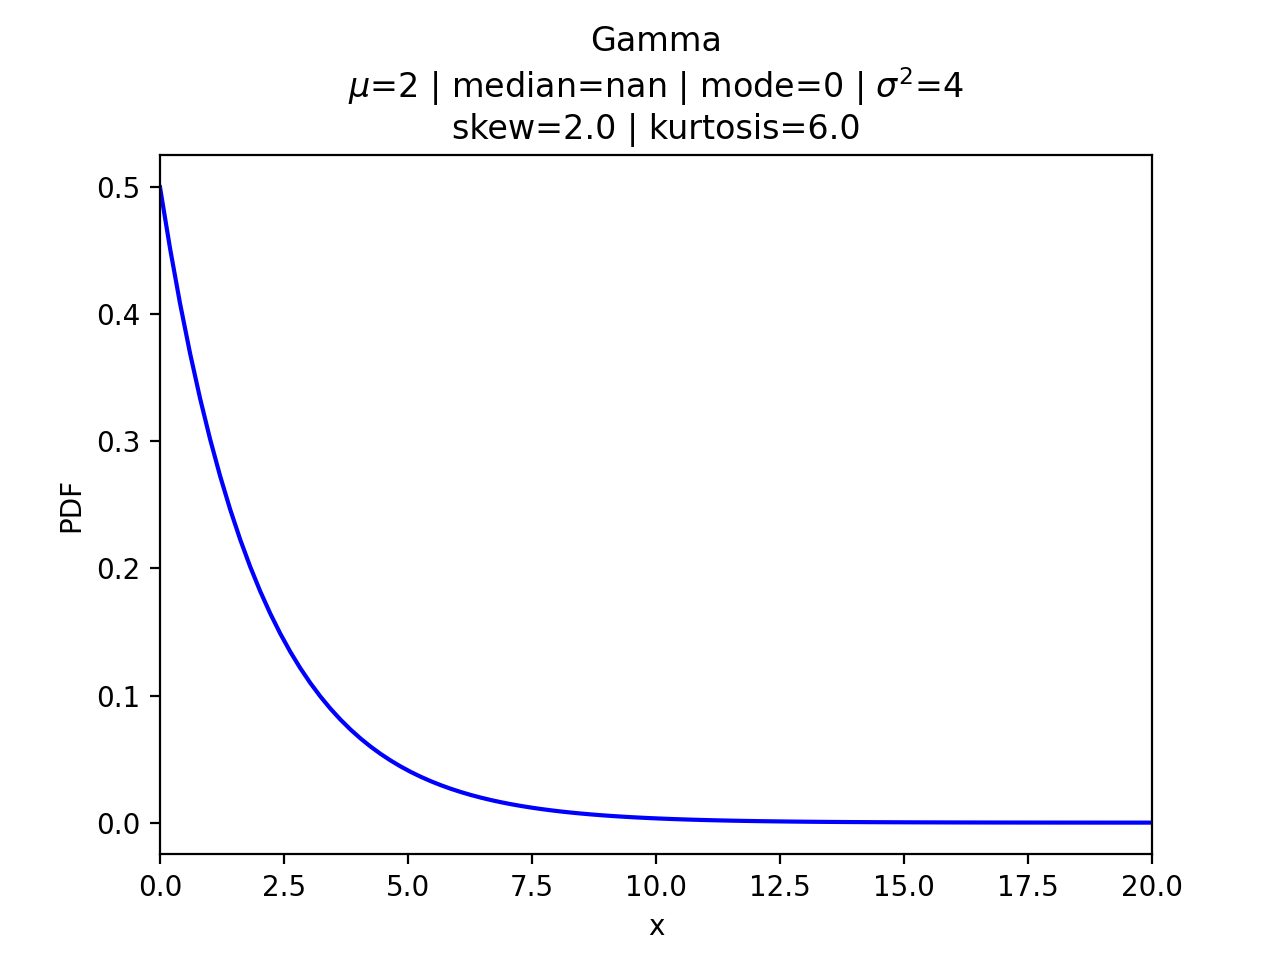 Gamma
μ=2 | median=nan | mode=0 | σ²=4
skew=2.0 | kurtosis=6.0
0.5
0.4
0.3
0.2
0.1
0.0
PDF
0.0 2.5 5.0 7.5 10.0 12.5 15.0 17.5 20.0
x